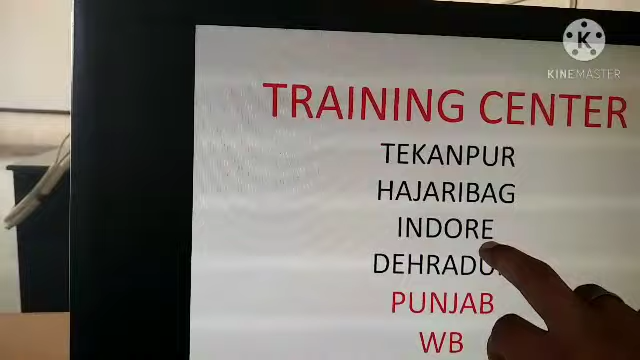 KINEMASTER
TRAINING CENTER
TEKANPUR
HAJARIBAG
INDORE
PUNJAB
WB